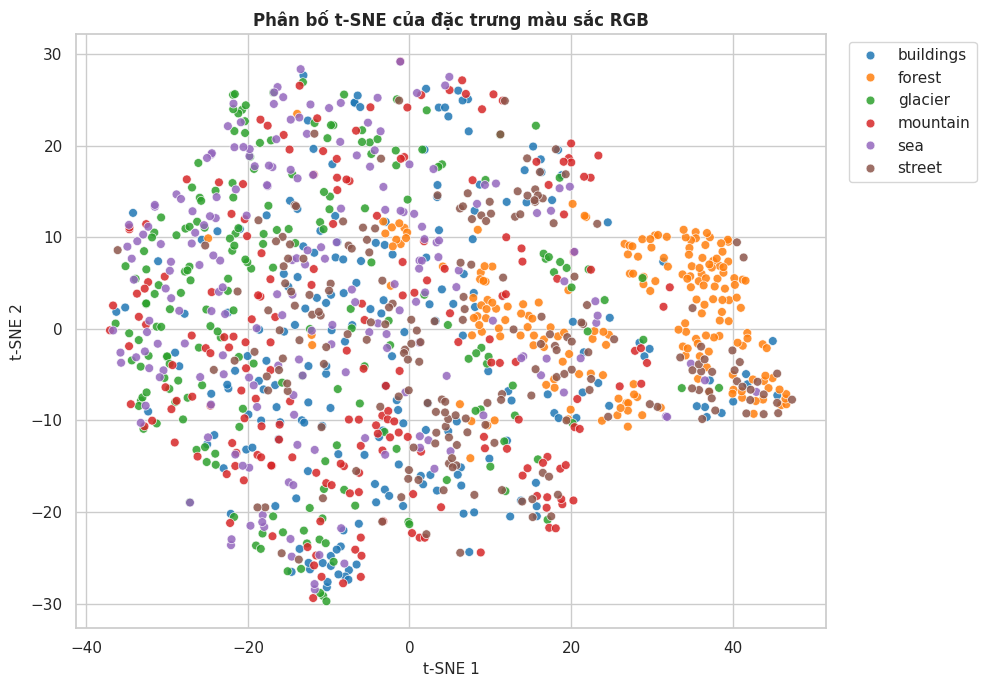 Phân bố t-SNE của đặc trưng màu sắc RGB
buildings
forest
glacier
mountain
sea
street
t-SNE 2
30
20
10
0
−10
−20
−30
−40
−20
0
20
40
t-SNE 1